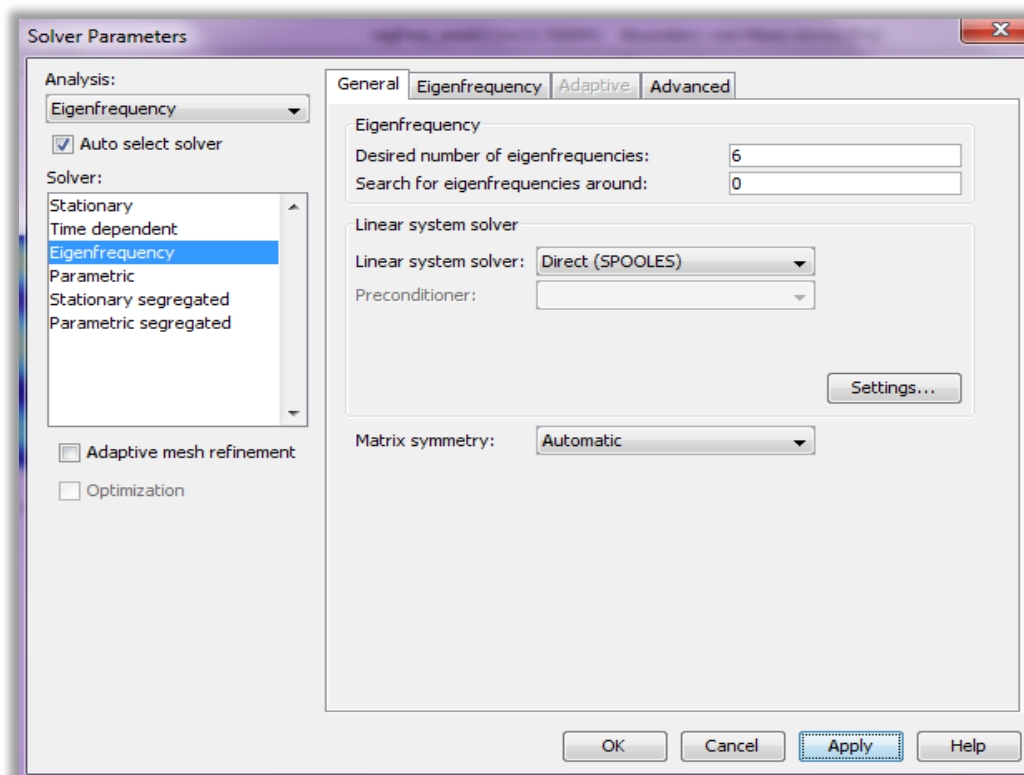 Solver Parameters
Analysis:
Eigenfrequency
Auto select solver
Solver:
Stationary
Time dependent
Eigenfrequency
Parametric
Stationary segregated
Parametric segregated
Adaptive mesh refinement
Optimization
General Eigenfrequency Adaptive Advanced
Eigenfrequency
Desired number of eigenfrequencies: 6
Search for eigenfrequencies around: 0
Linear system solver
Linear system solver: Direct (SPOOLES)
Preconditioner:
Settings...
Matrix symmetry: Automatic
OK Cancel Apply Help